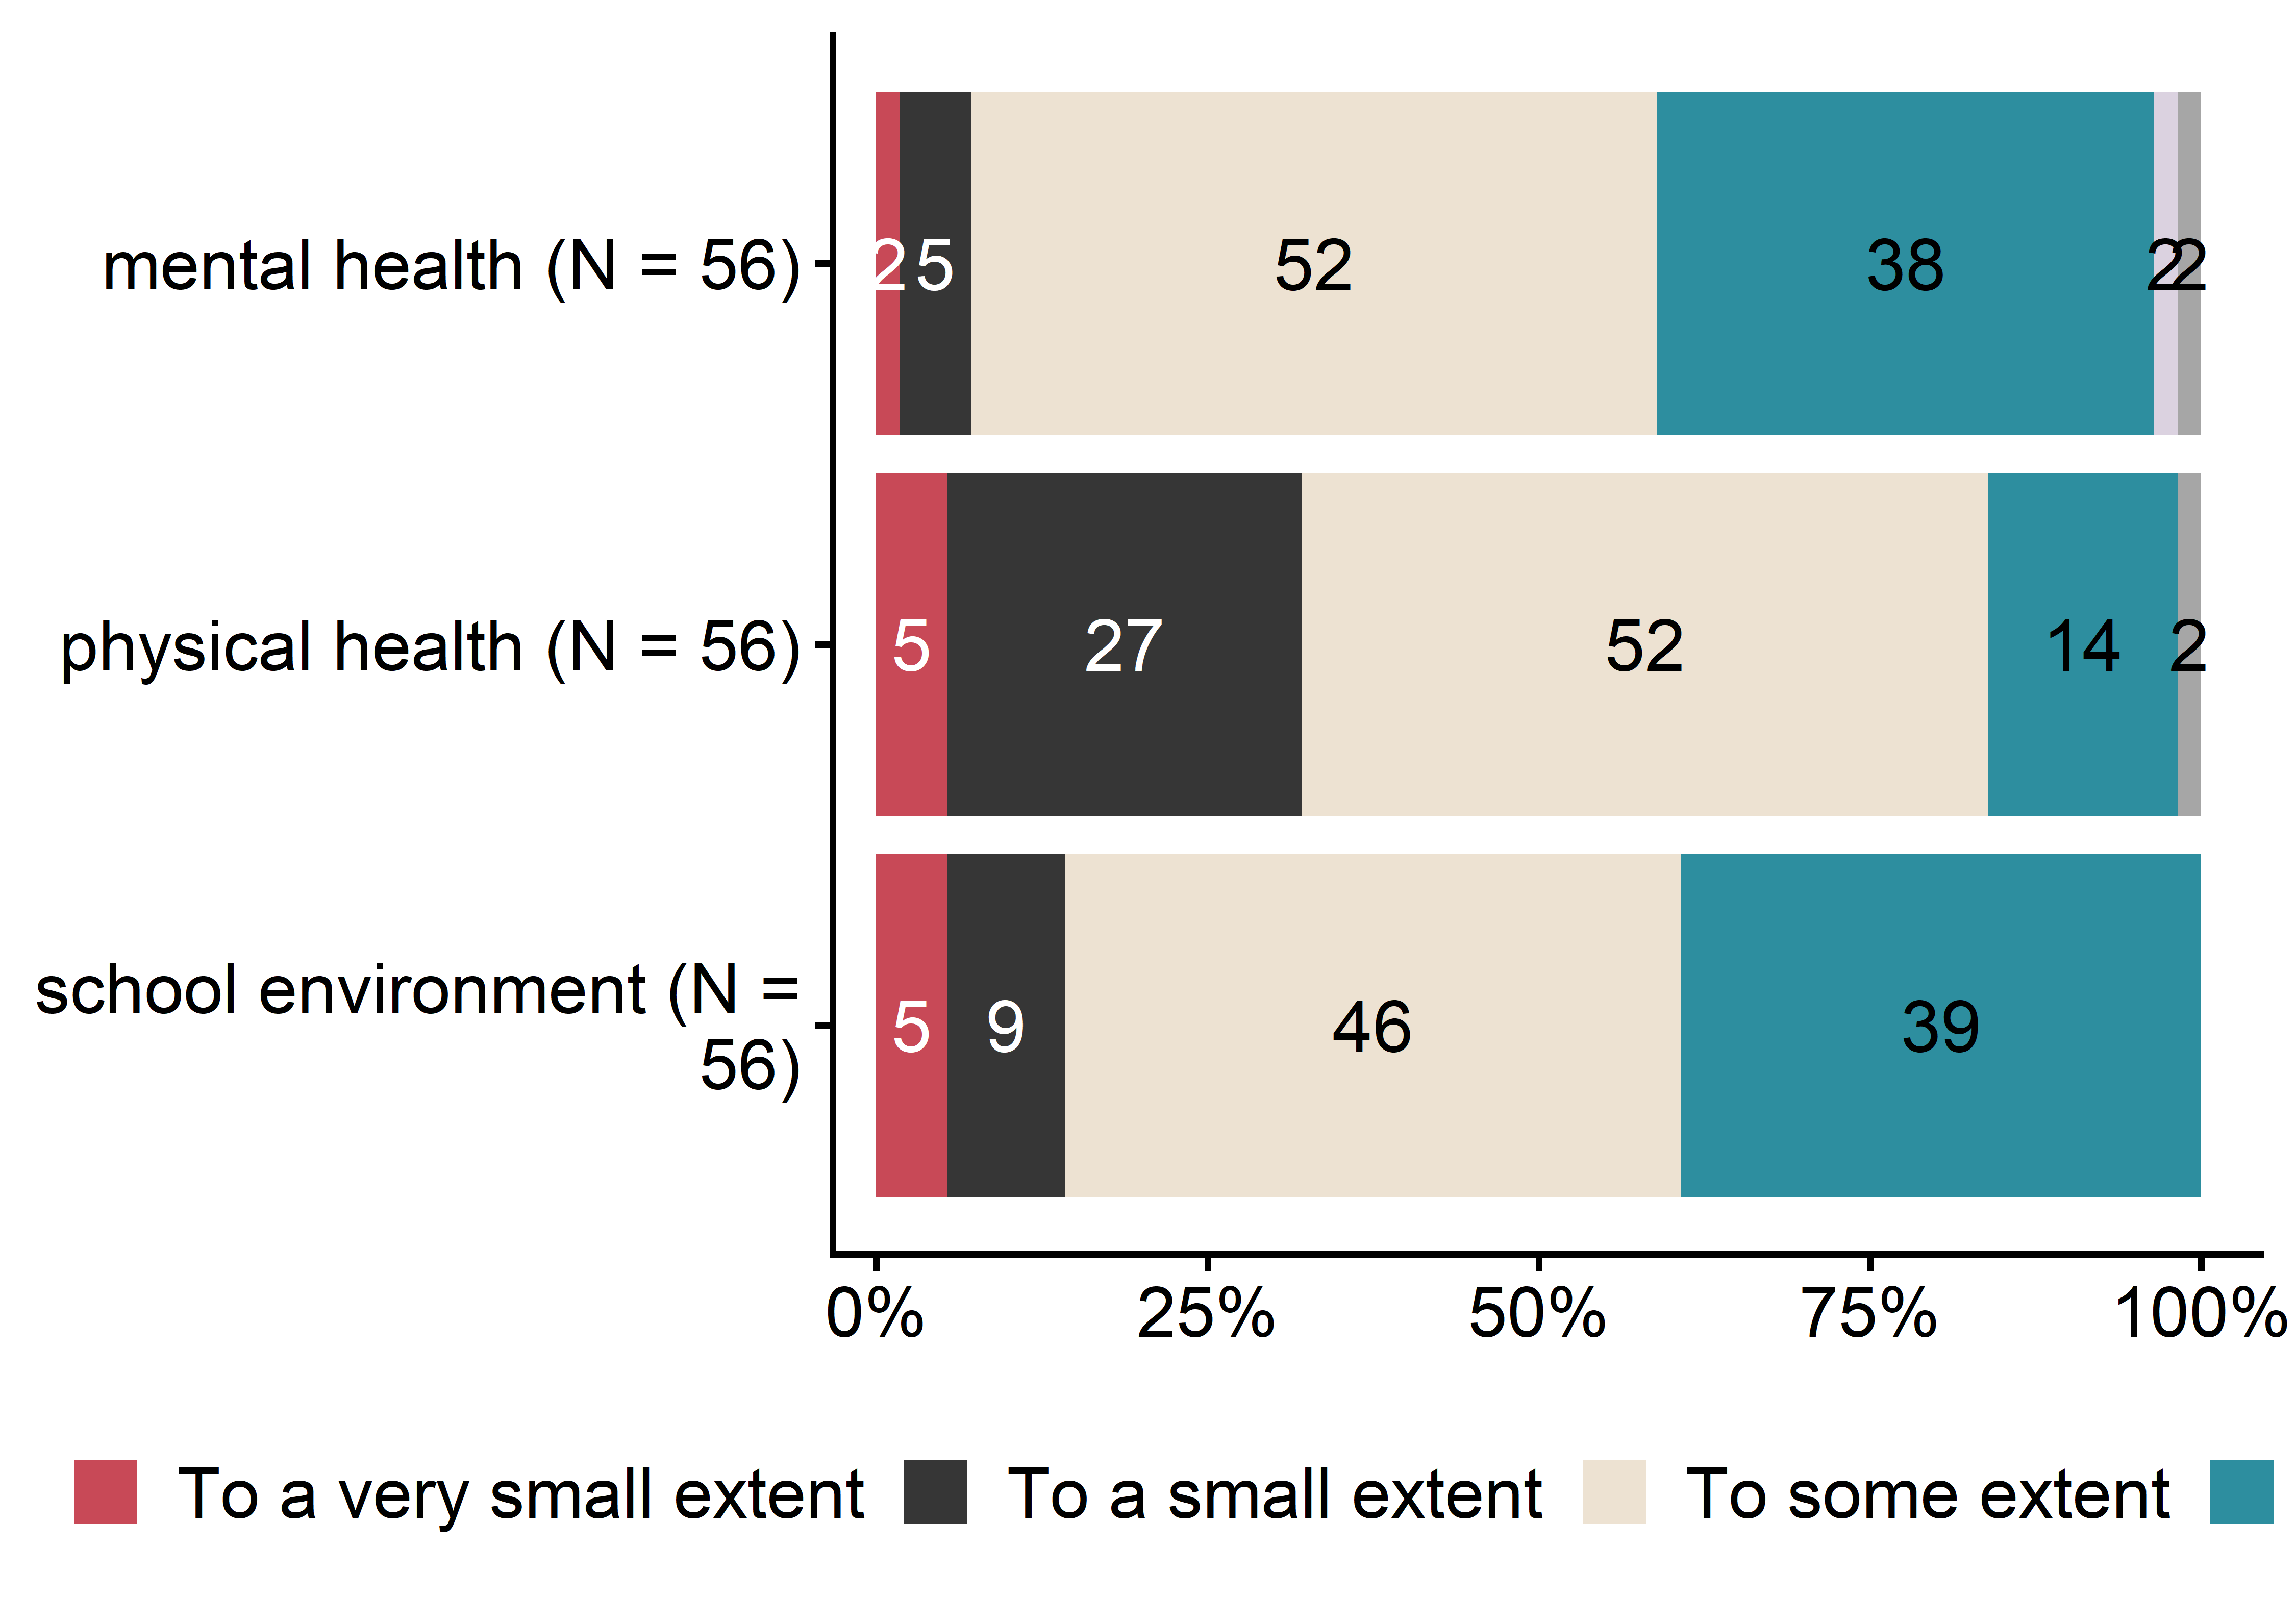 mental health (N = 56) 2 5 52 38 2 2
physical health (N = 56) 5 27 52 14 2
school environment (N =
56) 5 9 46 39
0% 25% 50% 75% 100%
To a very small extent To a small extent To some extent